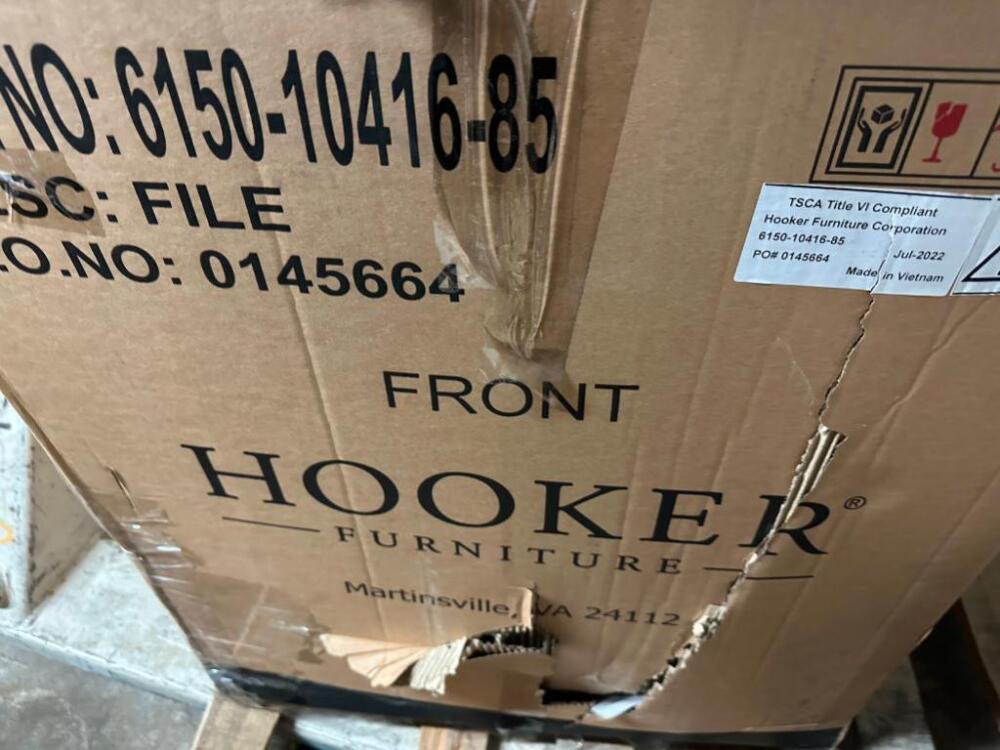 NO: 6150-10416-85
SC: FILE
.O.NO: 0145664
TSCA Title VI Compliant
Hooker Furniture Corporation
6150-10416-85
PO# 0145664 Jul-2022
Made in Vietnam
FRONT
HOOKER®
FURNITURE
Martinsville, VA 24112